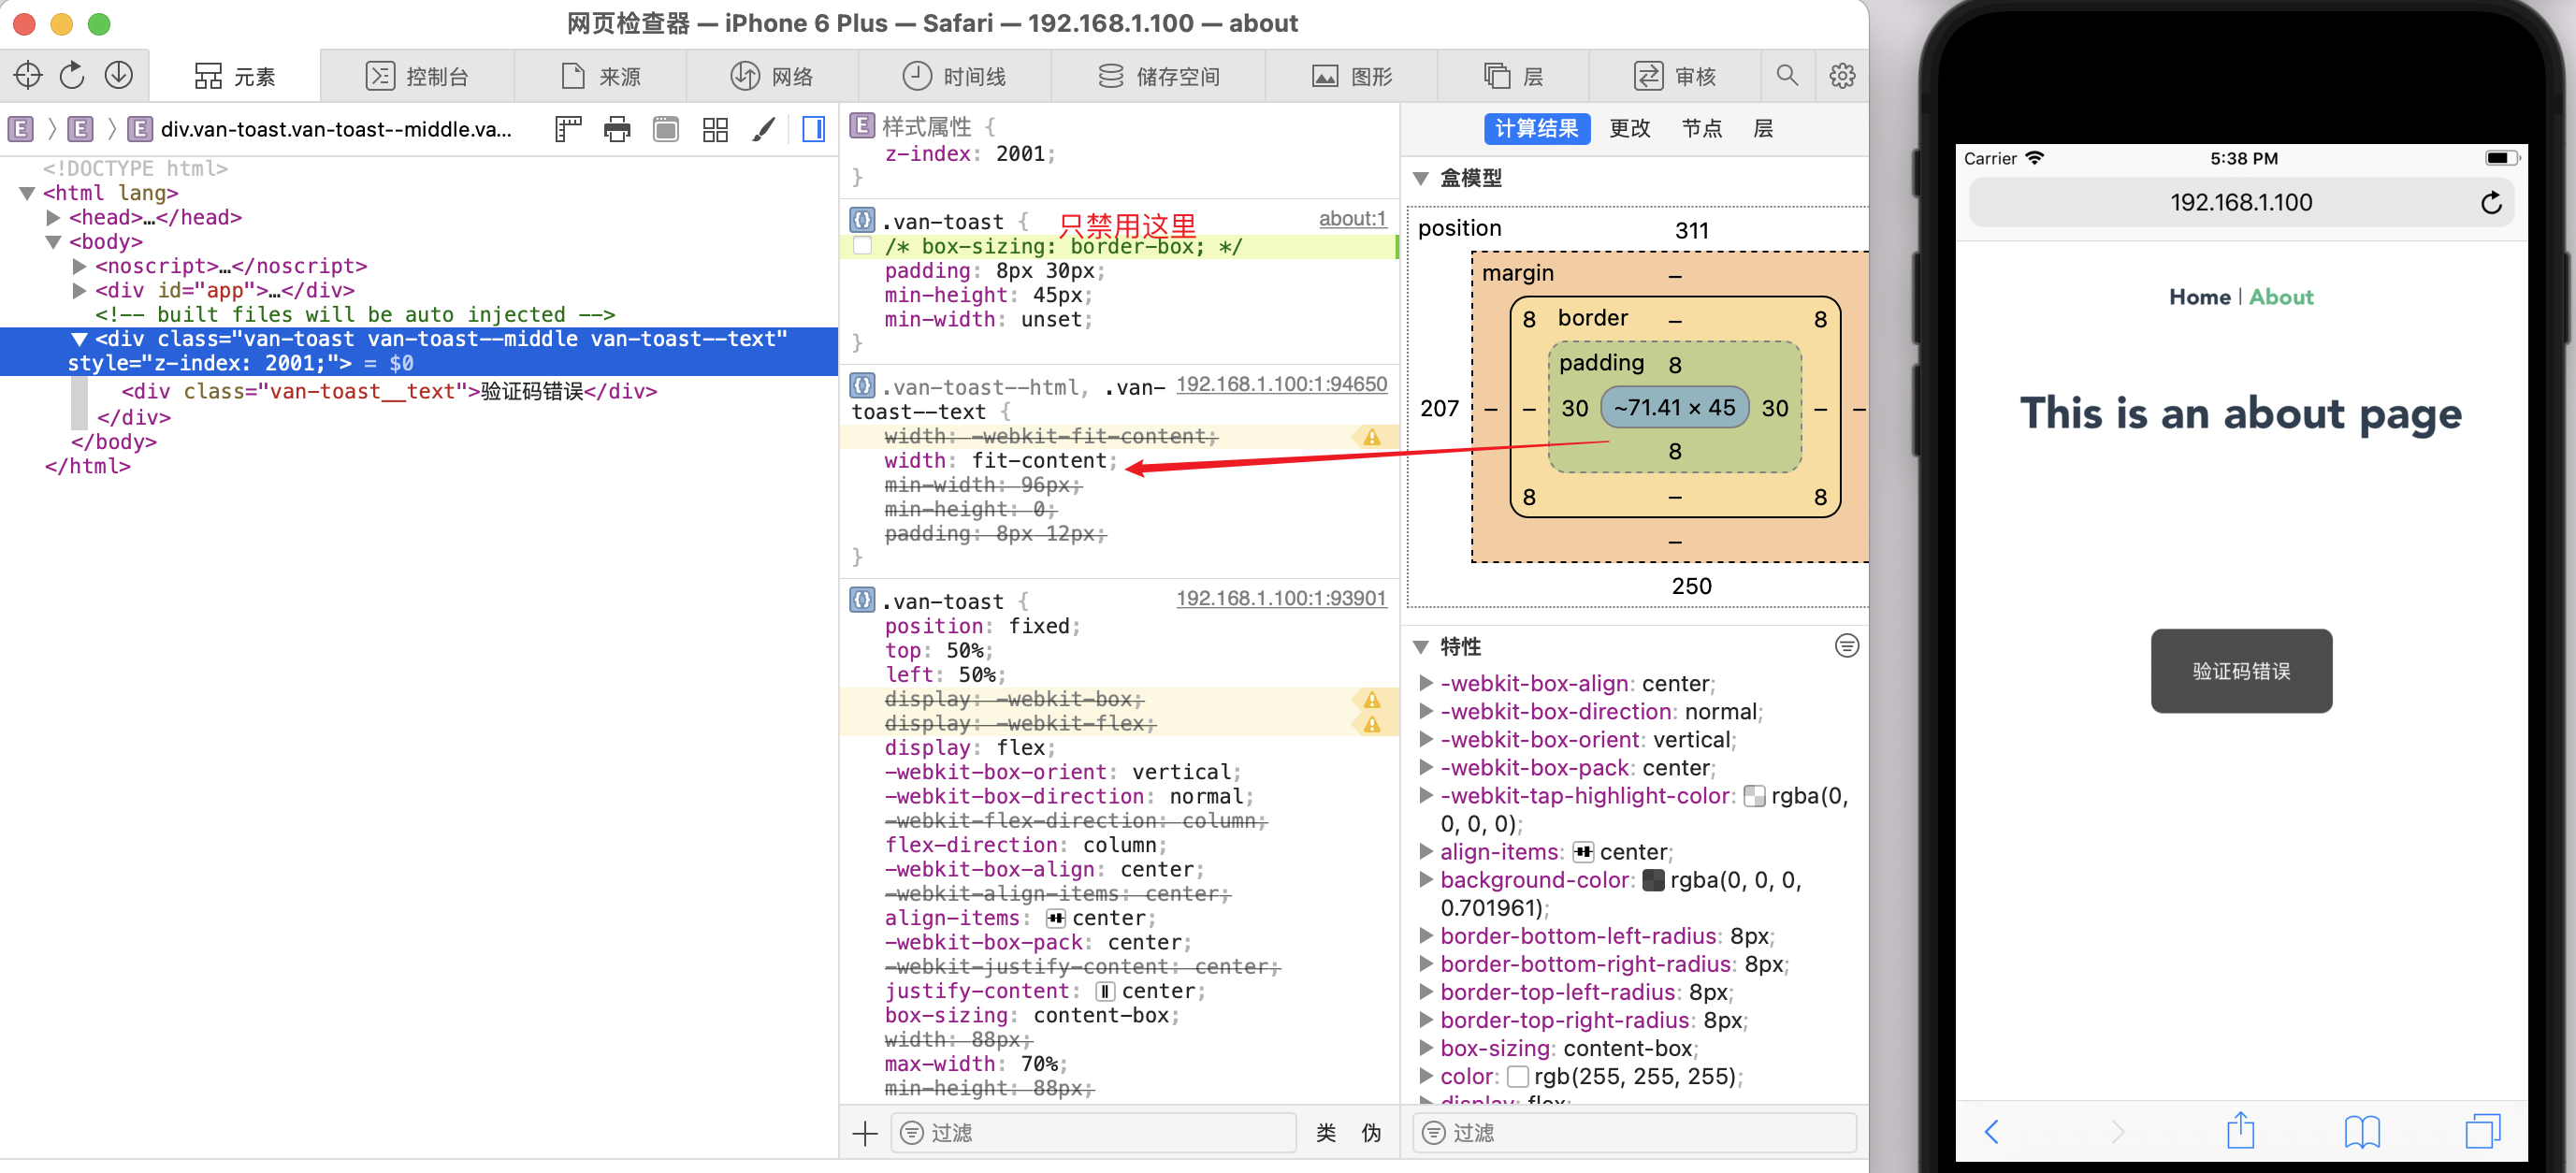 网页检查器 — iPhone 6 Plus — Safari — 192.168.1.100 — about
元素 控制台 来源 网络 时间线 储存空间 图形 层 审核
E 〉 E 〉 E div.van-toast.van-toast--middle.va...
<!DOCTYPE html>
<html lang>
<head>…</head>
<body>
<noscript>…</noscript>
<div id="app">…</div>
<!-- built files will be auto injected -->
<div class="van-toast van-toast--middle van-toast--text"
style="z-index: 2001;"> = $0
<div class="van-toast__text">验证码错误</div>
</div>
</body>
</html>
E 样式属性 {
z-index: 2001;
}
{} .van-toast { 只禁用这里 about:1
/* box-sizing: border-box; */
padding: 8px 30px;
min-height: 45px;
min-width: unset;
}
{} .van-toast--html, .van- 192.168.1.100:1:94650
toast--text {
width: -webkit-fit-content;
width: fit-content;
min-width: 96px;
min-height: 0;
padding: 8px 12px;
}
{} .van-toast { 192.168.1.100:1:93901
position: fixed;
top: 50%;
left: 50%;
display: -webkit-box;
display: -webkit-flex;
display: flex;
-webkit-box-orient: vertical;
-webkit-box-direction: normal;
-webkit-flex-direction: column;
flex-direction: column;
-webkit-box-align: center;
-webkit-align-items: center;
align-items: center;
-webkit-box-pack: center;
-webkit-justify-content: center;
justify-content: center;
box-sizing: content-box;
width: 88px;
max-width: 70%;
min-height: 88px;
过滤 类 伪
计算结果 更改 节点 层
盒模型
position 311
margin –
8 border – 8
padding 8
207 – – 30 ~71.41 × 45 30 – –
8
8 – 8
–
250
特性
-webkit-box-align: center;
-webkit-box-direction: normal;
-webkit-box-orient: vertical;
-webkit-box-pack: center;
-webkit-tap-highlight-color: rgba(0,
0, 0, 0);
align-items: center;
background-color: rgba(0, 0, 0,
0.701961);
border-bottom-left-radius: 8px;
border-bottom-right-radius: 8px;
border-top-left-radius: 8px;
border-top-right-radius: 8px;
box-sizing: content-box;
color: rgb(255, 255, 255);
display: flex;
过滤
Carrier 5:38 PM
192.168.1.100
Home | About
This is an about page
验证码错误